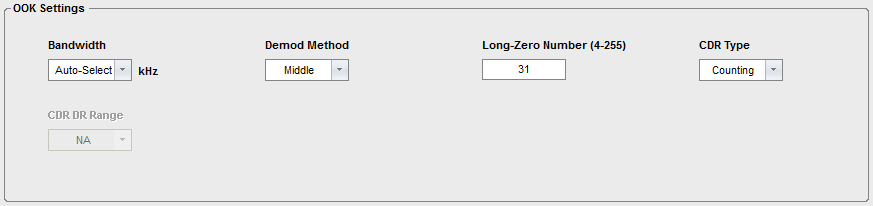 OOK Settings
Bandwidth Demod Method Long-Zero Number (4-255) CDR Type
Auto-Select kHz Middle 31 Counting
CDR DR Range
NA